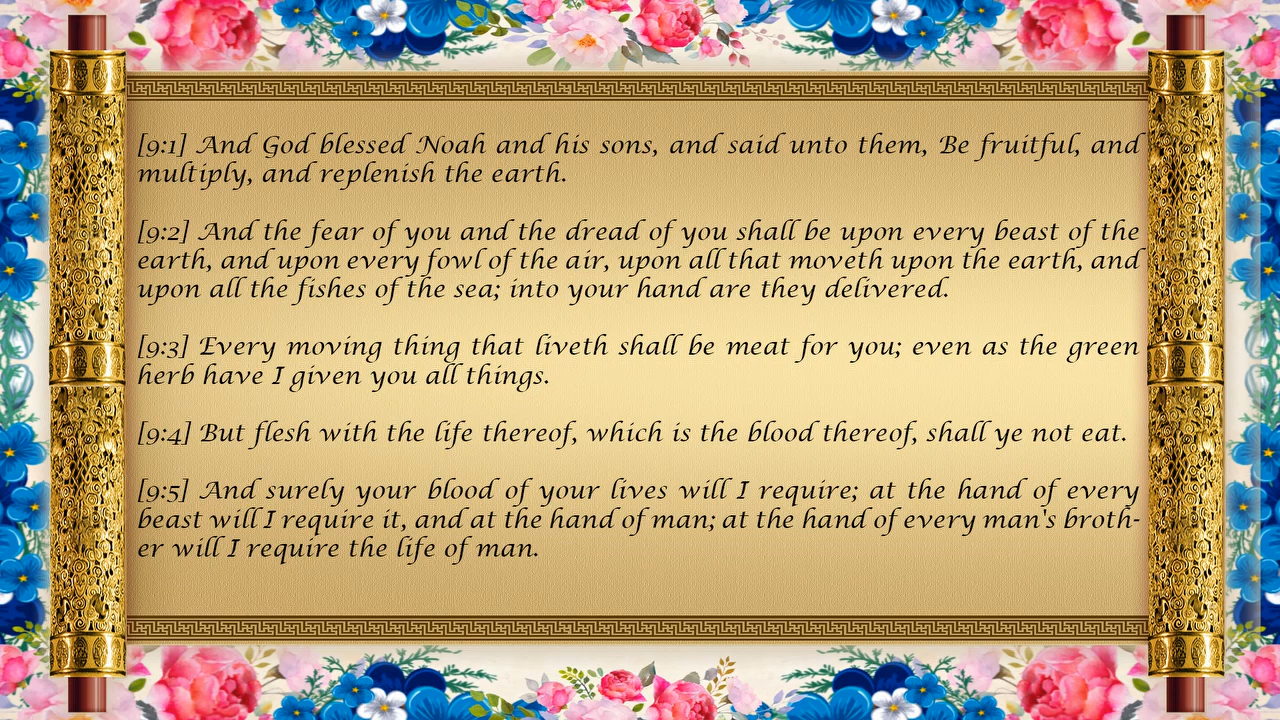 [9:1] And God blessed Noah and his sons, and said unto them, Be fruitful, and
multiply, and replenish the earth.
[9:2] And the fear of you and the dread of you shall be upon every beast of the
earth, and upon every fowl of the air, upon all that moveth upon the earth, and
upon all the fishes of the sea; into your hand are they delivered.
[9:3] Every moving thing that liveth shall be meat for you; even as the green
herb have I given you all things.
[9:4] But flesh with the life thereof, which is the blood thereof, shall ye not eat.
[9:5] And surely your blood of your lives will I require; at the hand of every
beast will I require it, and at the hand of man; at the hand of every man's broth-
er will I require the life of man.